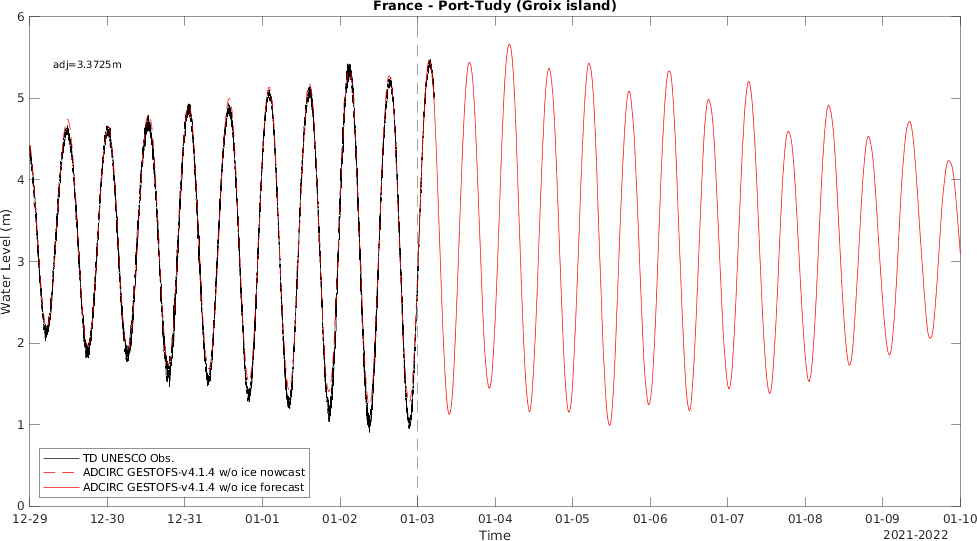 France - Port-Tudy (Groix island)
adj=3.3725m
Water Level (m)
6
5
4
3
2
1
0
TD UNESCO Obs.
ADCIRC GESTOFS-v4.1.4 w/o ice nowcast
ADCIRC GESTOFS-v4.1.4 w/o ice forecast
12-29 12-30 12-31 01-01 01-02 01-03 01-04 01-05 01-06 01-07 01-08 01-09 01-10
Time
2021-2022